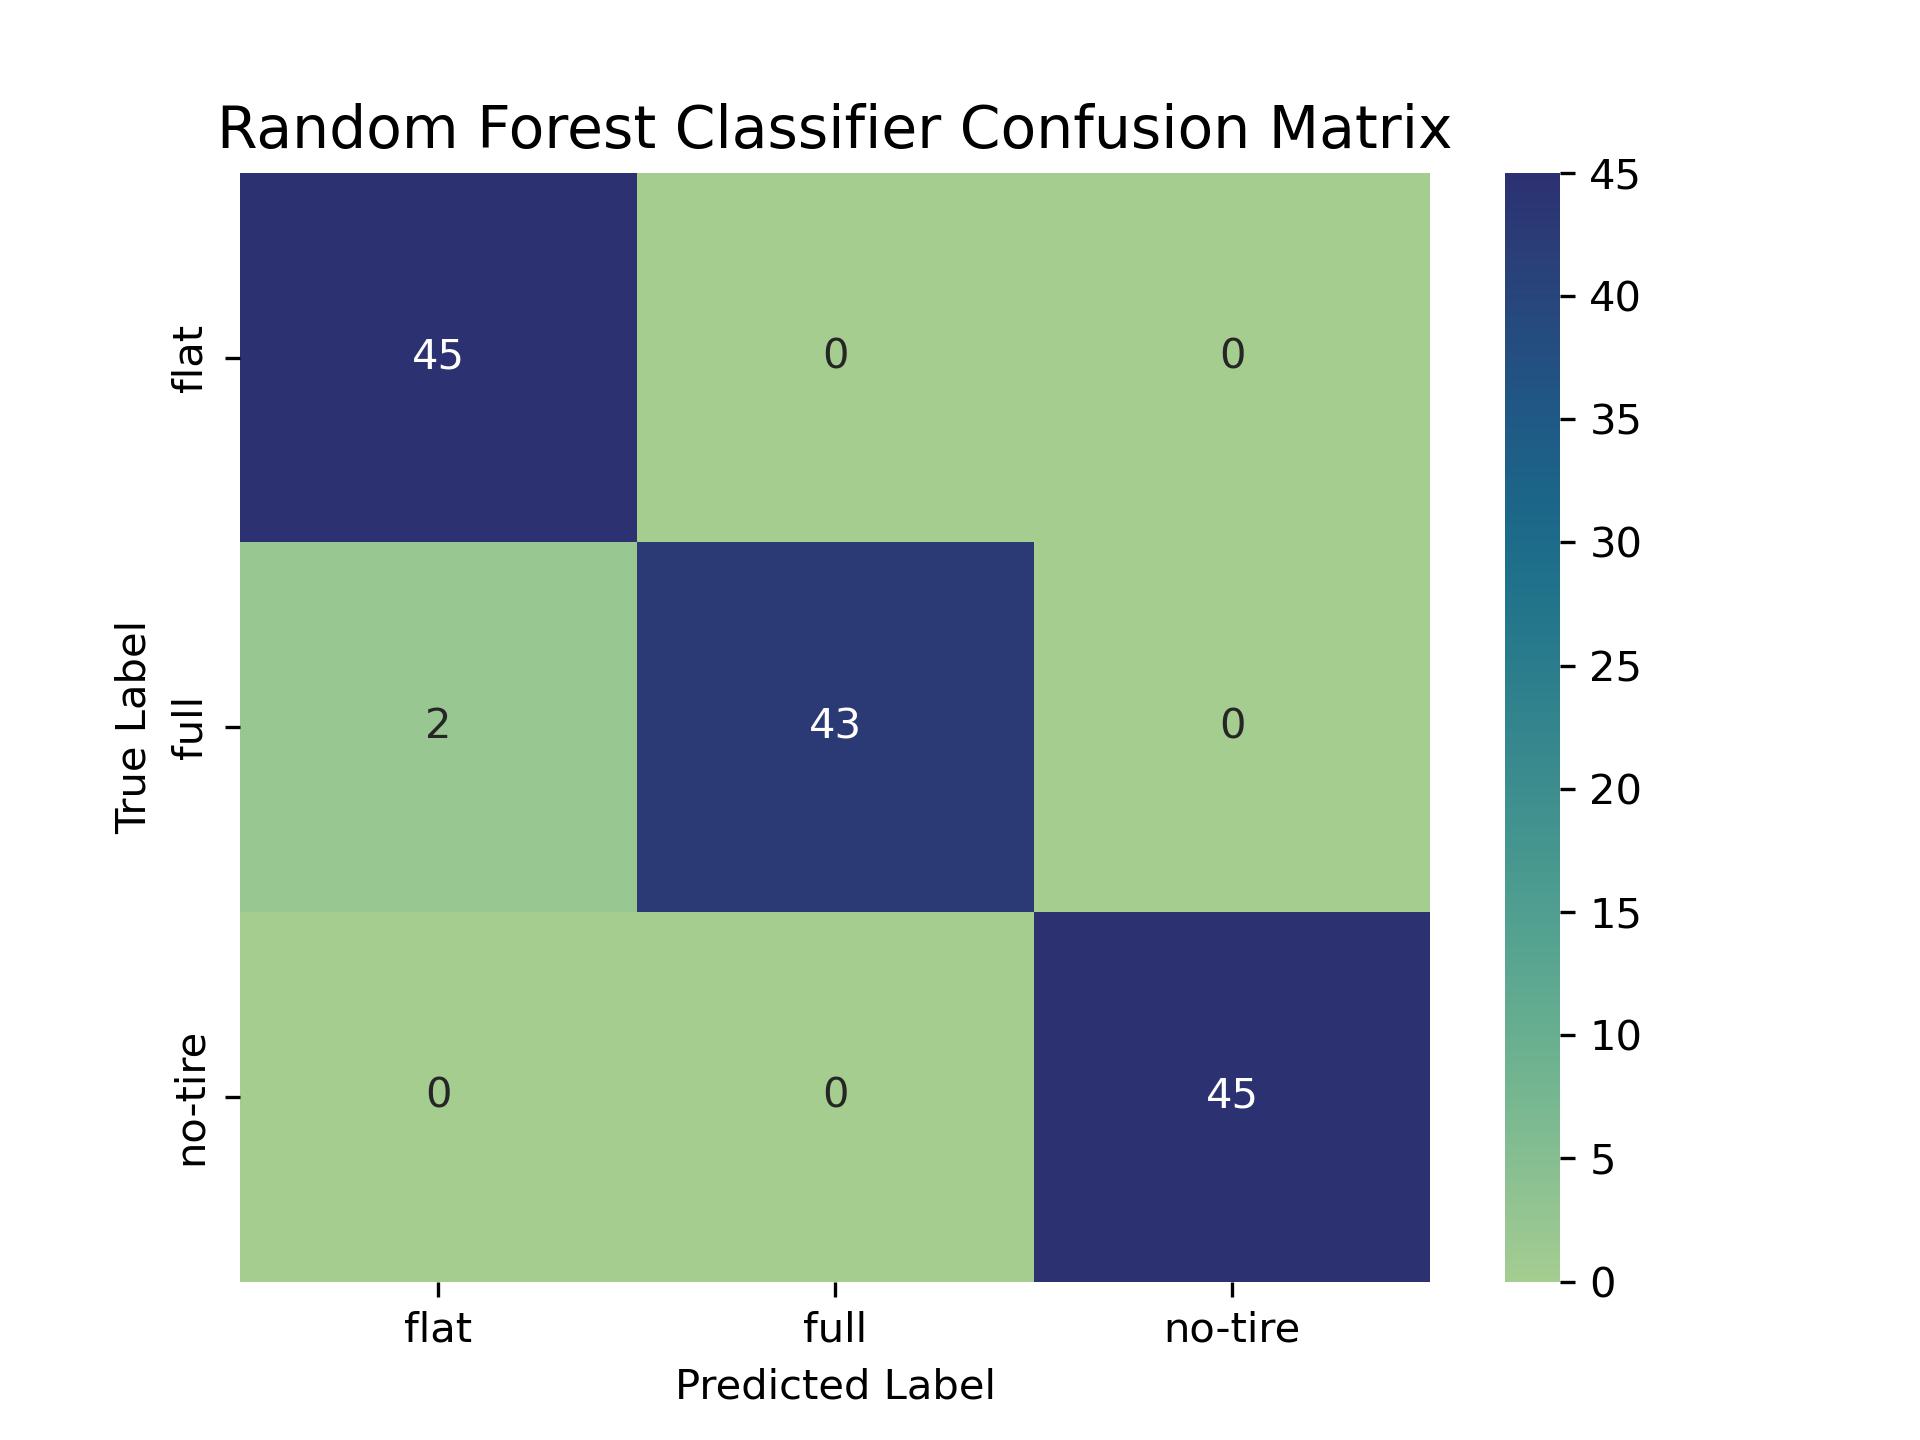 Random Forest Classifier Confusion Matrix
True Label
flat
45 0 0
full
2 43 0
no-tire
0 0 45
flat full no-tire
Predicted Label
45
40
35
30
25
20
15
10
5
0